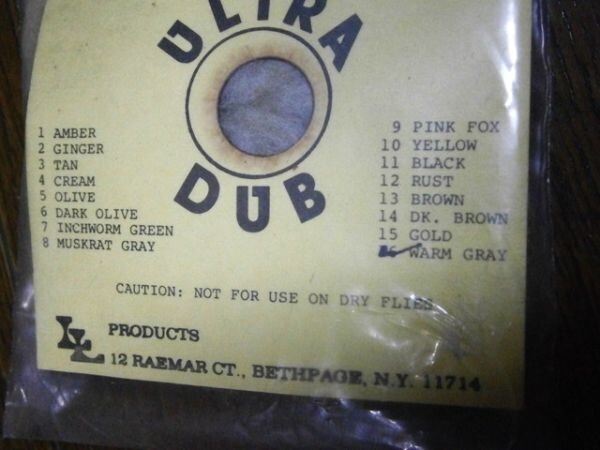 ULTRA
DUB
1 AMBER
2 GINGER
3 TAN
4 CREAM
5 OLIVE
6 DARK OLIVE
7 INCHWORM GREEN
8 MUSKRAT GRAY
9 PINK FOX
10 YELLOW
11 BLACK
12 RUST
13 BROWN
14 DK. BROWN
15 GOLD
16 WARM GRAY
CAUTION: NOT FOR USE ON DRY FLIES
LL PRODUCTS
12 RAEMAR CT., BETHPAGE, N.Y. 11714